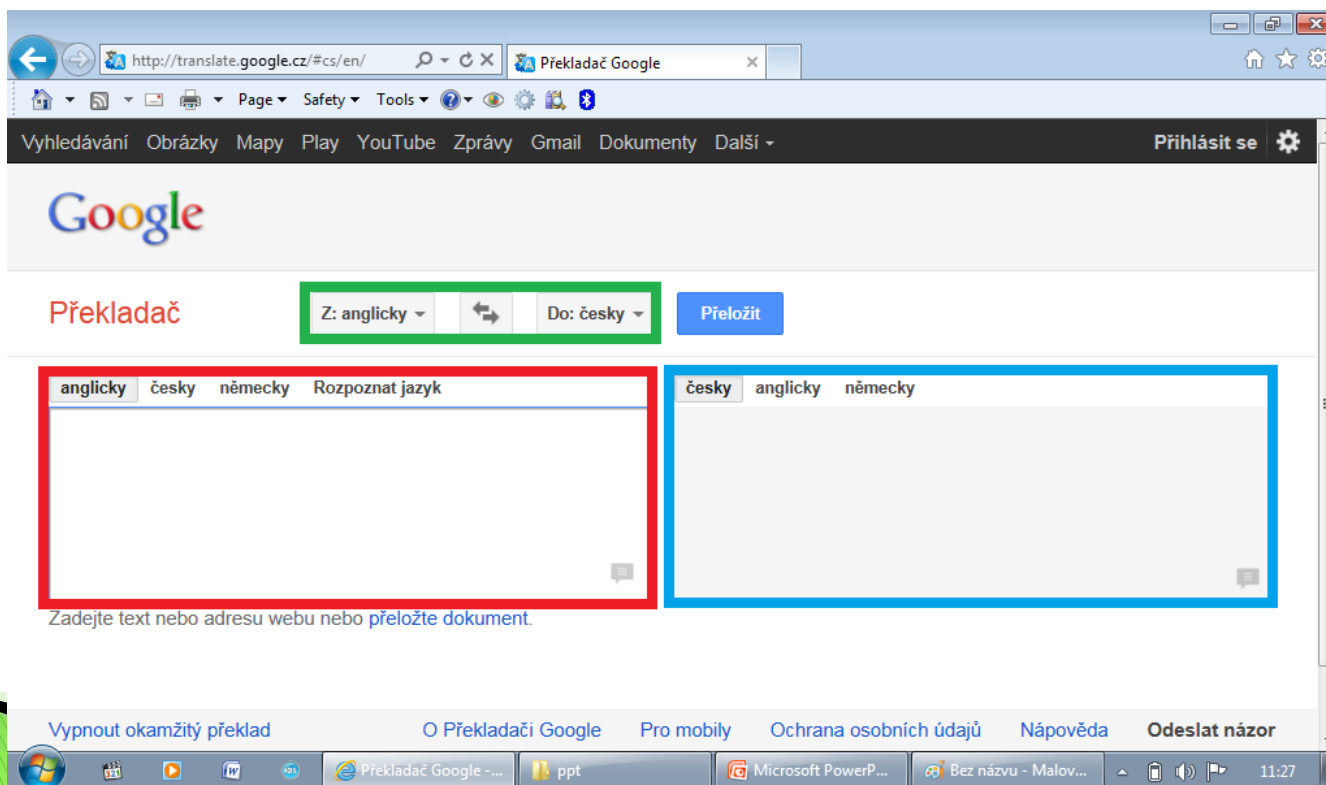 http://translate.google.cz/#cs/en/ Překladač Google
Page Safety Tools
Vyhledávání Obrázky Mapy Play YouTube Zprávy Gmail Dokumenty Další Přihlásit se
Google
Překladač Z: anglicky Do: česky Přeložit
anglicky česky německy Rozpoznat jazyk česky anglicky německy
Zadejte text nebo adresu webu nebo přeložte dokument.
Vypnout okamžitý překlad O Překladači Google Pro mobily Ochrana osobních údajů Nápověda Odeslat názor
Překladač Google -... ppt Microsoft PowerP... Bez názvu - Malov... 11:27